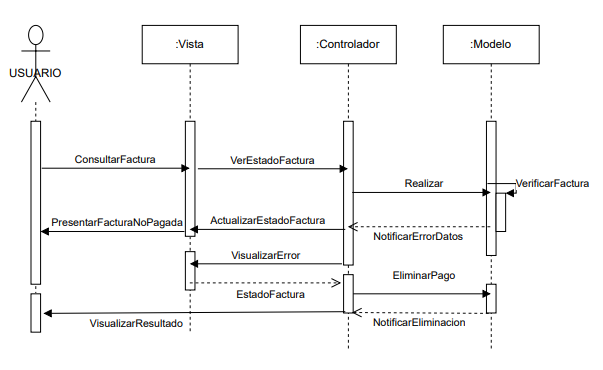 :Vista
:Controlador
:Modelo
USUARIO
ConsultarFactura
VerEstadoFactura
Realizar
VerificarFactura
PresentarFacturaNoPagada
ActualizarEstadoFactura
NotificarErrorDatos
VisualizarError
EliminarPago
EstadoFactura
VisualizarResultado
NotificarEliminacion